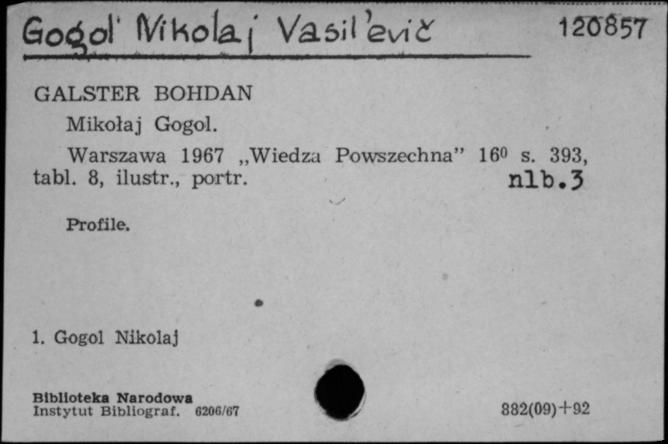 Gogol' Nikolaj Vasil'evič 120857
GALSTER BOHDAN
Mikołaj Gogol.
Warszawa 1967 „Wiedza Powszechna” 16⁰ s. 393,
tabl. 8, ilustr., portr. nlb.3
Profile.
1. Gogol Nikolaj
Biblioteka Narodowa
Instytut Bibliograf. 6206/67 882(09)+92